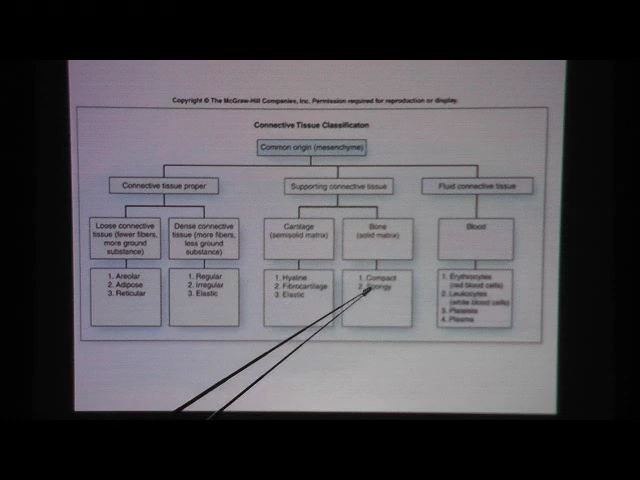 Copyright © The McGraw-Hill Companies, Inc. Permission required for reproduction or display.
Connective Tissue Classification
Common origin (mesenchyme)
Connective tissue proper
Supporting connective tissue
Fluid connective tissue
Loose connective
tissue (fewer fibers,
more ground
substance)
Dense connective
tissue (more fibers,
less ground
substance)
Cartilage
(semisolid matrix)
Bone
(solid matrix)
Blood
1. Areolar
2. Adipose
3. Reticular
1. Regular
2. Irregular
3. Elastic
1. Hyaline
2. Fibrocartilage
3. Elastic
1. Compact
2. Spongy
1. Erythrocytes
(red blood cells)
2. Leukocytes
(white blood cells)
3. Platelets
4. Plasma